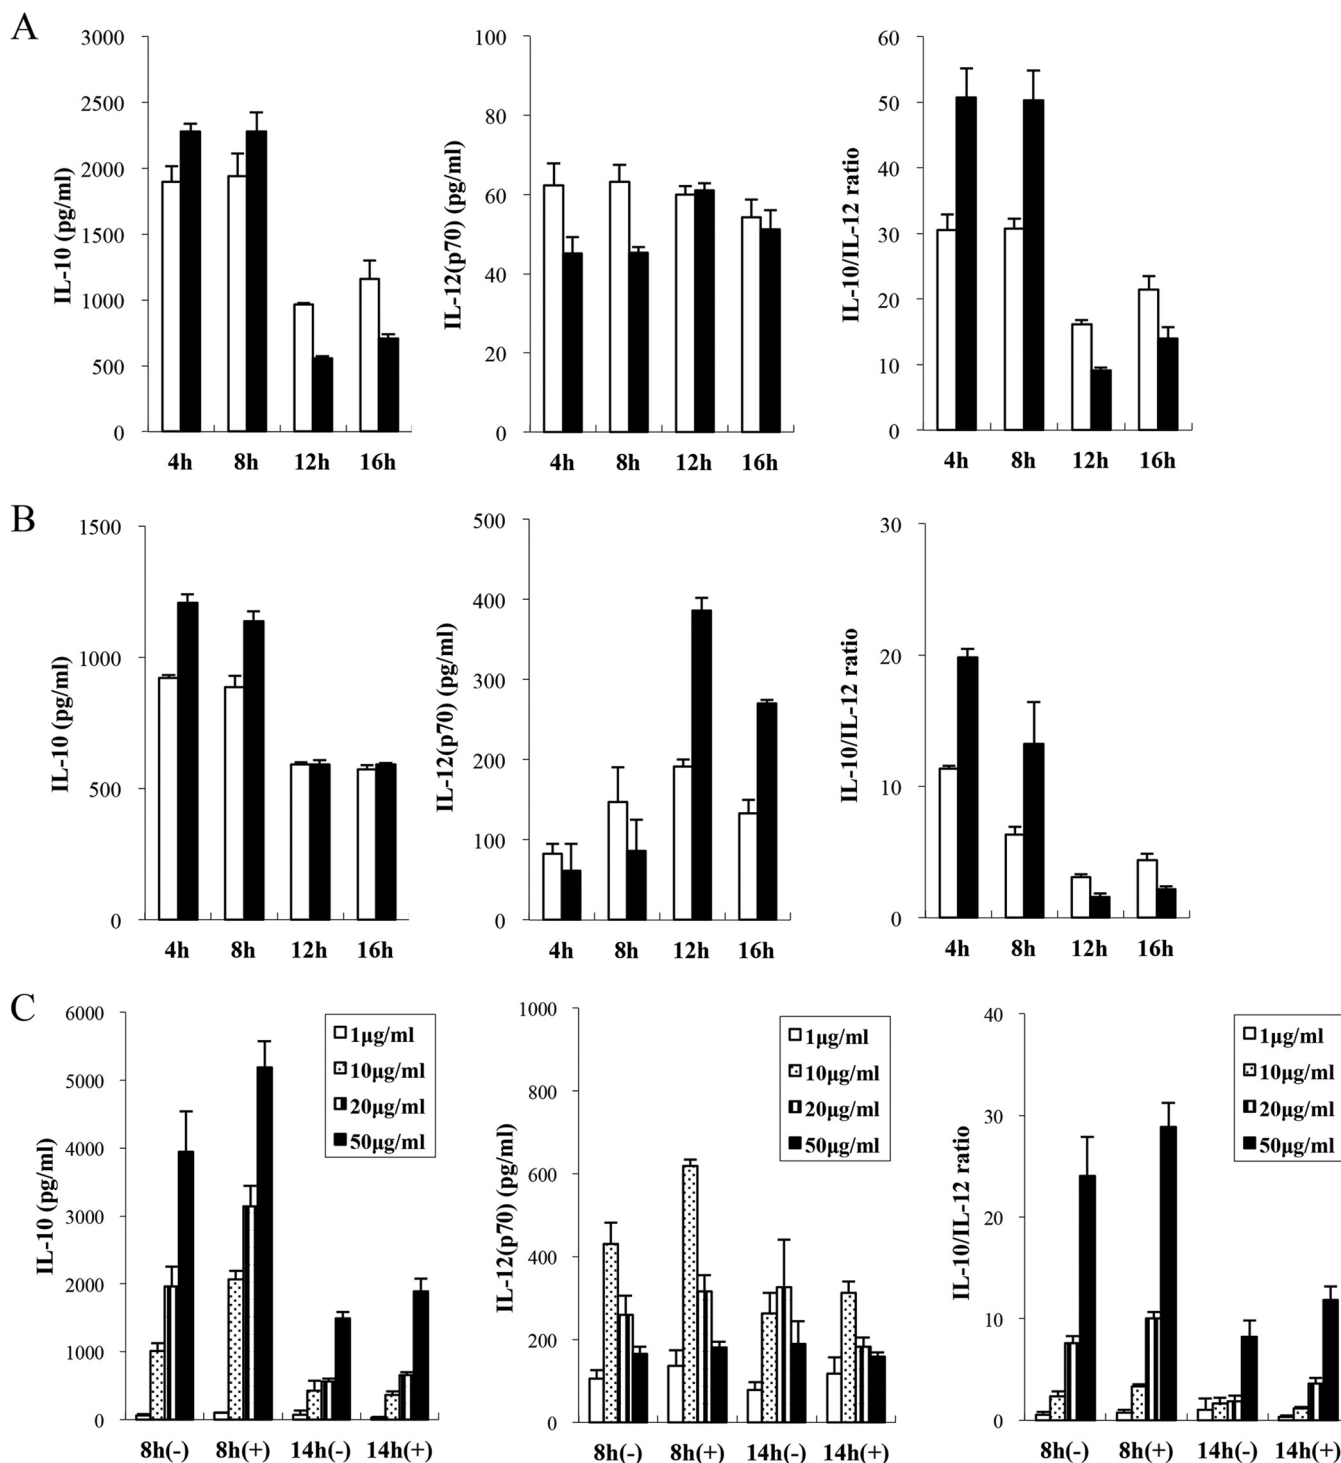 A
IL-10 (pg/ml)
3000
2500
2000
1500
1000
500
0
4h 8h 12h 16h
IL-12(p70) (pg/ml)
100
80
60
40
20
0
4h 8h 12h 16h
IL-10/IL-12 ratio
60
50
40
30
20
10
0
4h 8h 12h 16h
B
IL-10 (pg/ml)
1500
1000
500
0
4h 8h 12h 16h
IL-12(p70) (pg/ml)
500
400
300
200
100
0
4h 8h 12h 16h
IL-10/IL-12 ratio
30
20
10
0
4h 8h 12h 16h
C
IL-10 (pg/ml)
6000
5000
4000
3000
2000
1000
0
1μg/ml
10μg/ml
20μg/ml
50μg/ml
8h(-) 8h(+) 14h(-) 14h(+)
IL-12(p70) (pg/ml)
1000
800
600
400
200
0
1μg/ml
10μg/ml
20μg/ml
50μg/ml
8h(-) 8h(+) 14h(-) 14h(+)
IL-10/IL-12 ratio
40
30
20
10
0
1μg/ml
10μg/ml
20μg/ml
50μg/ml
8h(-) 8h(+) 14h(-) 14h(+)